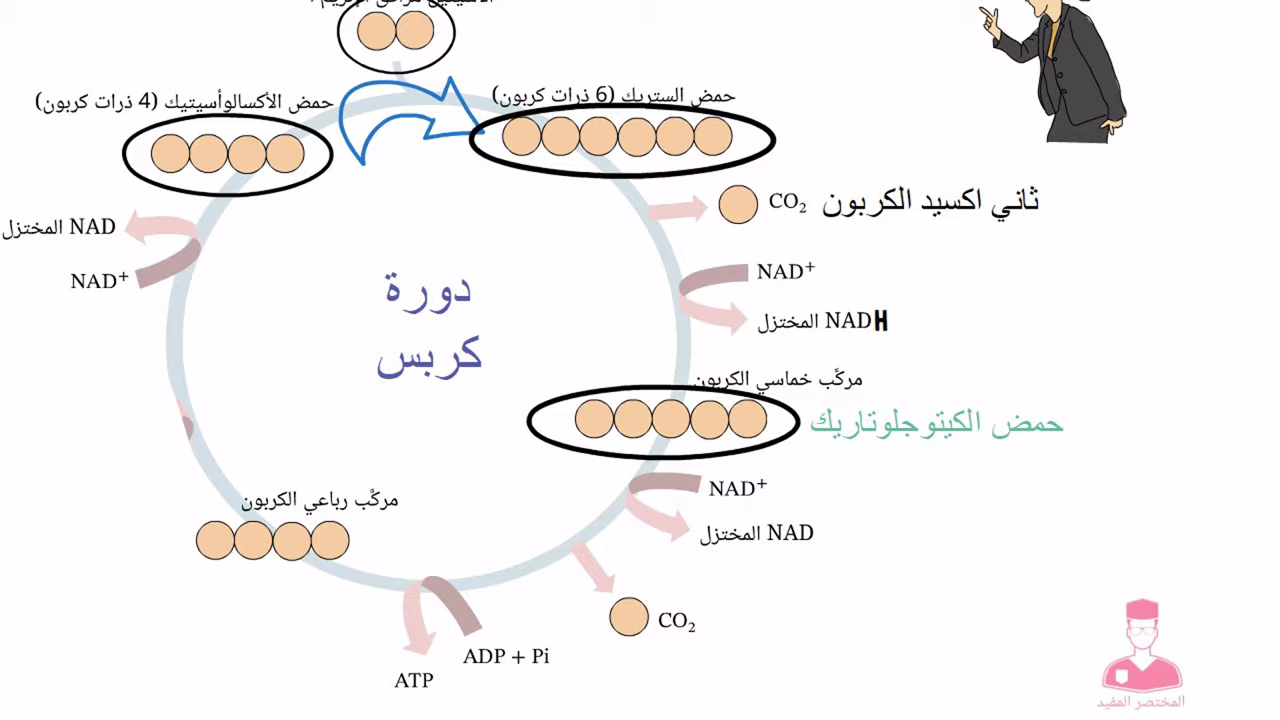 حمض الستريك (6 ذرات كربون)
حمض الأكسالوأسيتيك (4 ذرات كربون)
CO₂ ثاني اكسيد الكربون
NAD المختزل
NAD⁺
NAD⁺
NADH المختزل
دورة
كربس
مركَّب خماسي الكربون
حمض الكيتوجلوتاريك
NAD⁺
NAD المختزل
مركَّب رباعي الكربون
CO₂
ADP + Pi
ATP
المختصر المفيد